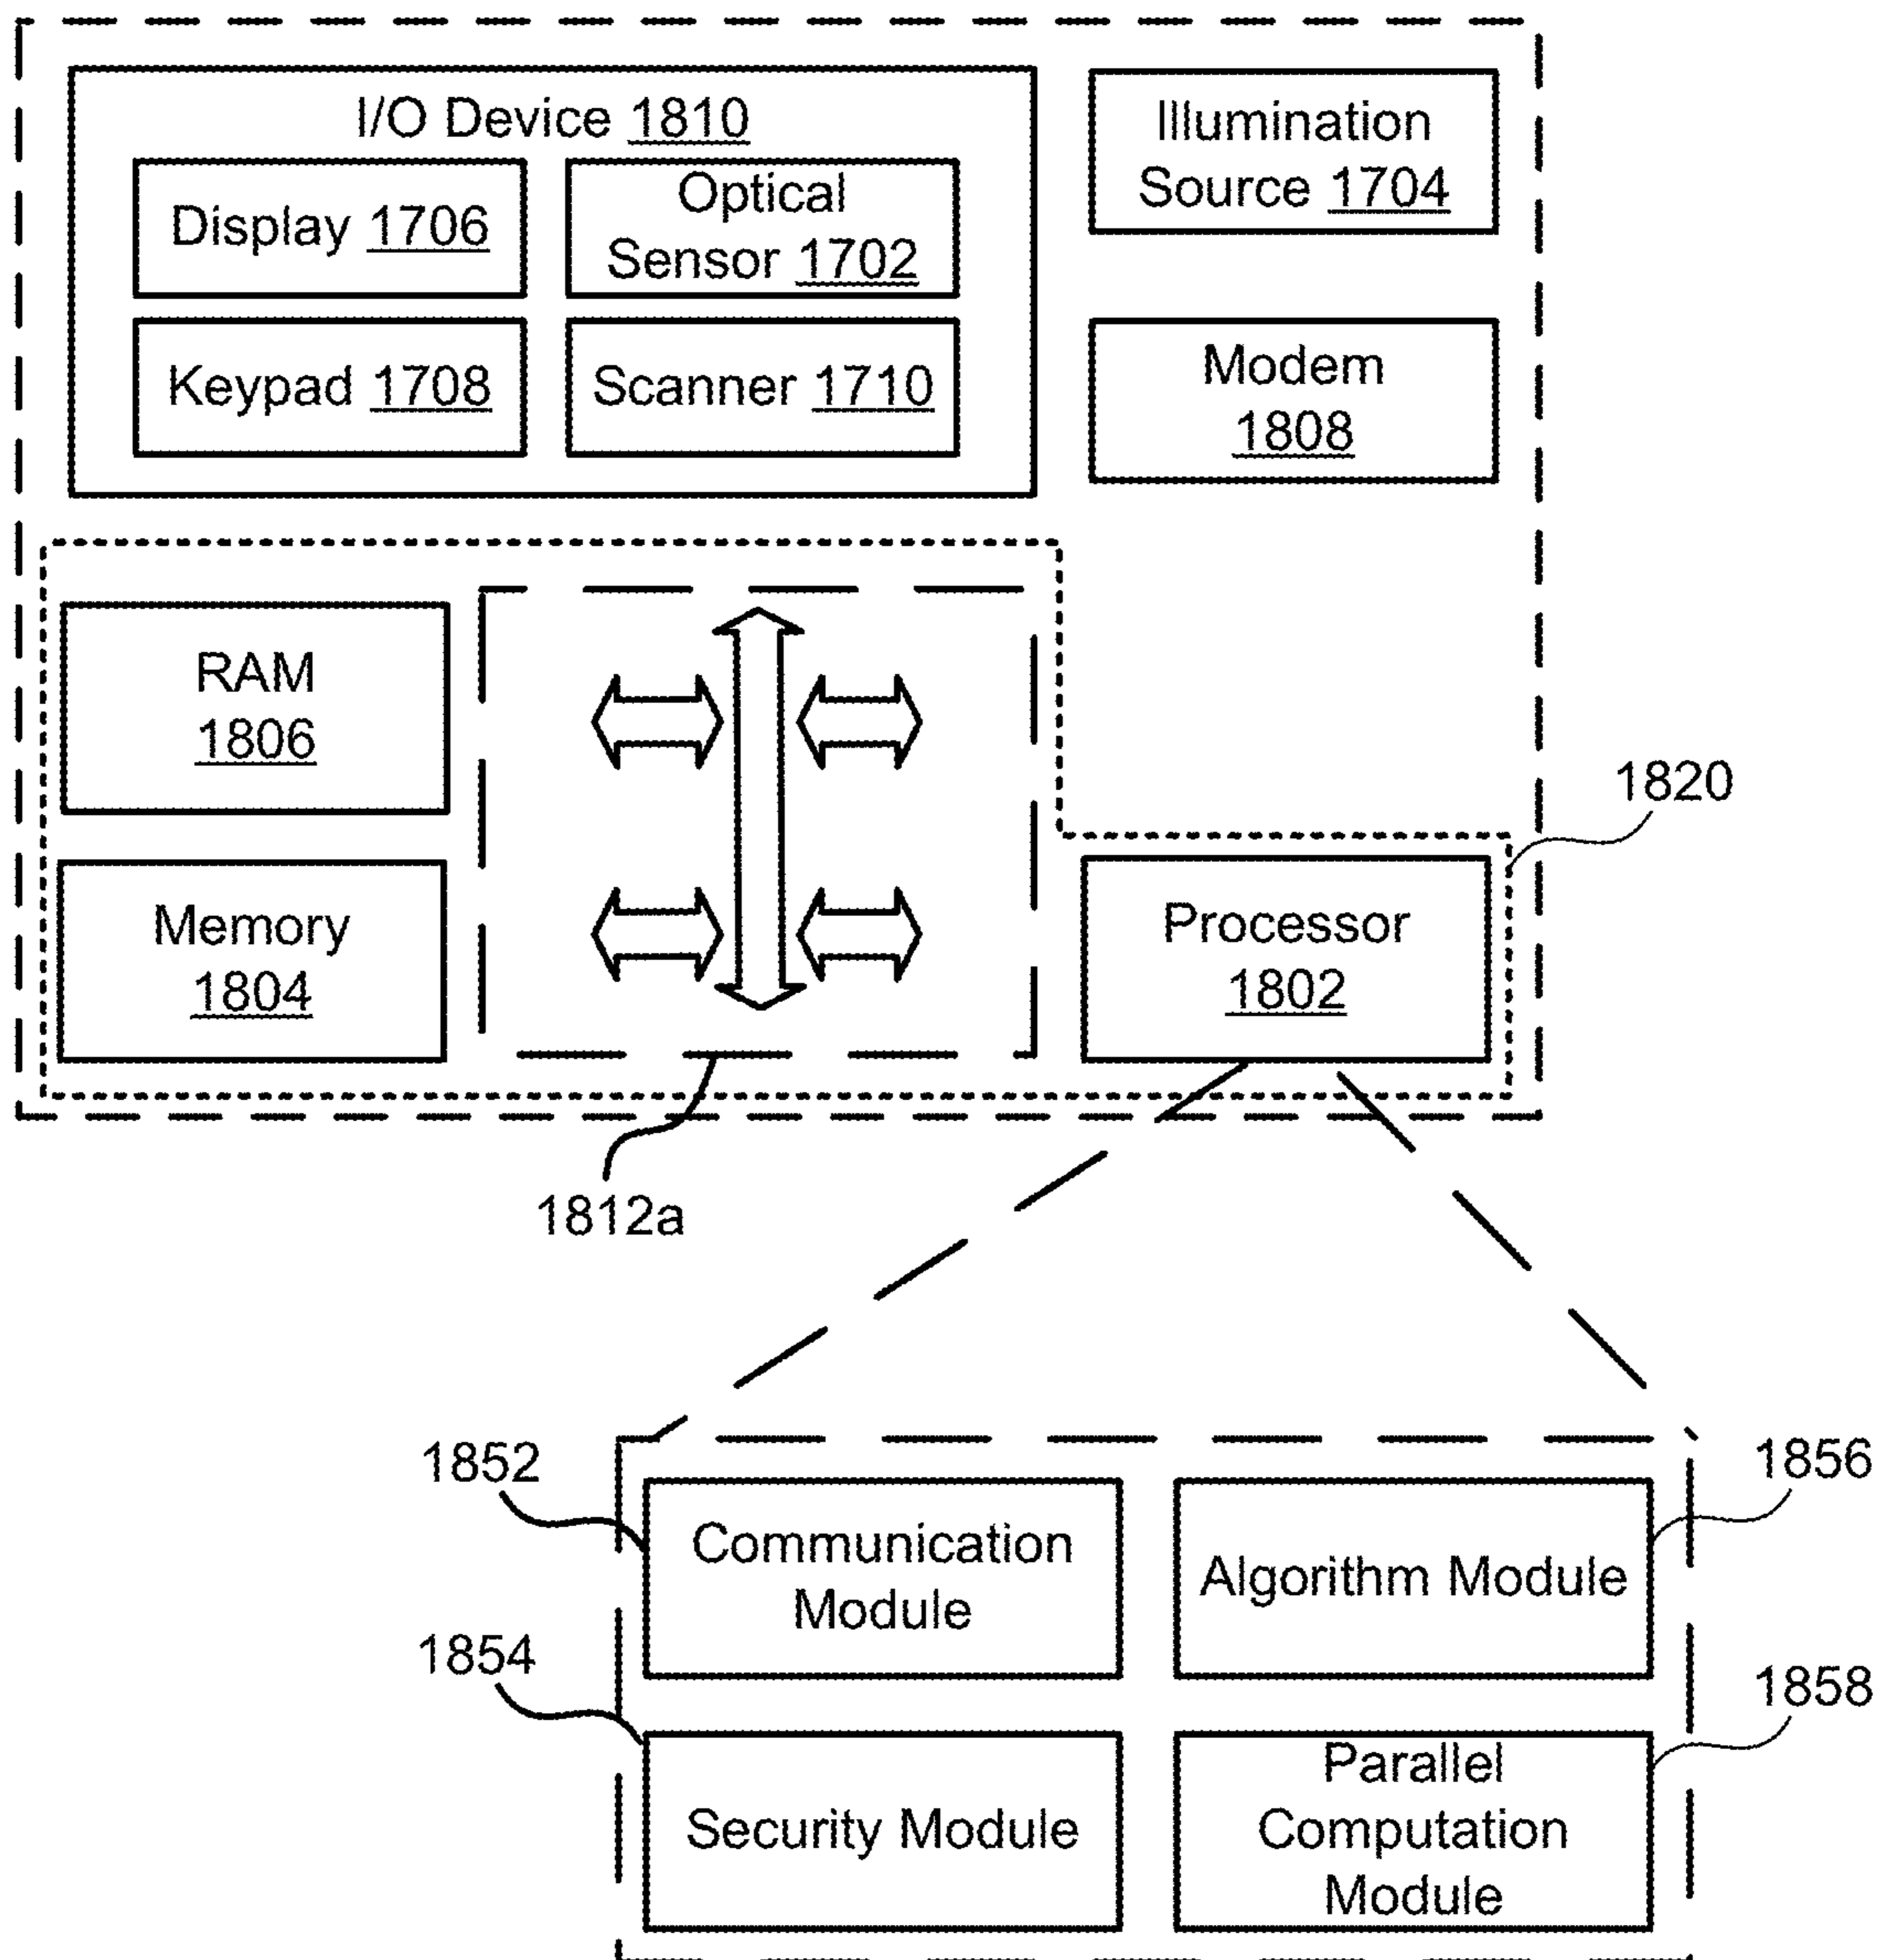 I/O Device 1810
Display 1706
Optical
Sensor 1702
Keypad 1708
Scanner 1710
Illumination
Source 1704
Modem
1808
RAM
1806
Memory
1804
1820
Processor
1802
1812a
1852
Communication
Module
1856
Algorithm Module
1854
Security Module
1858
Parallel
Computation
Module